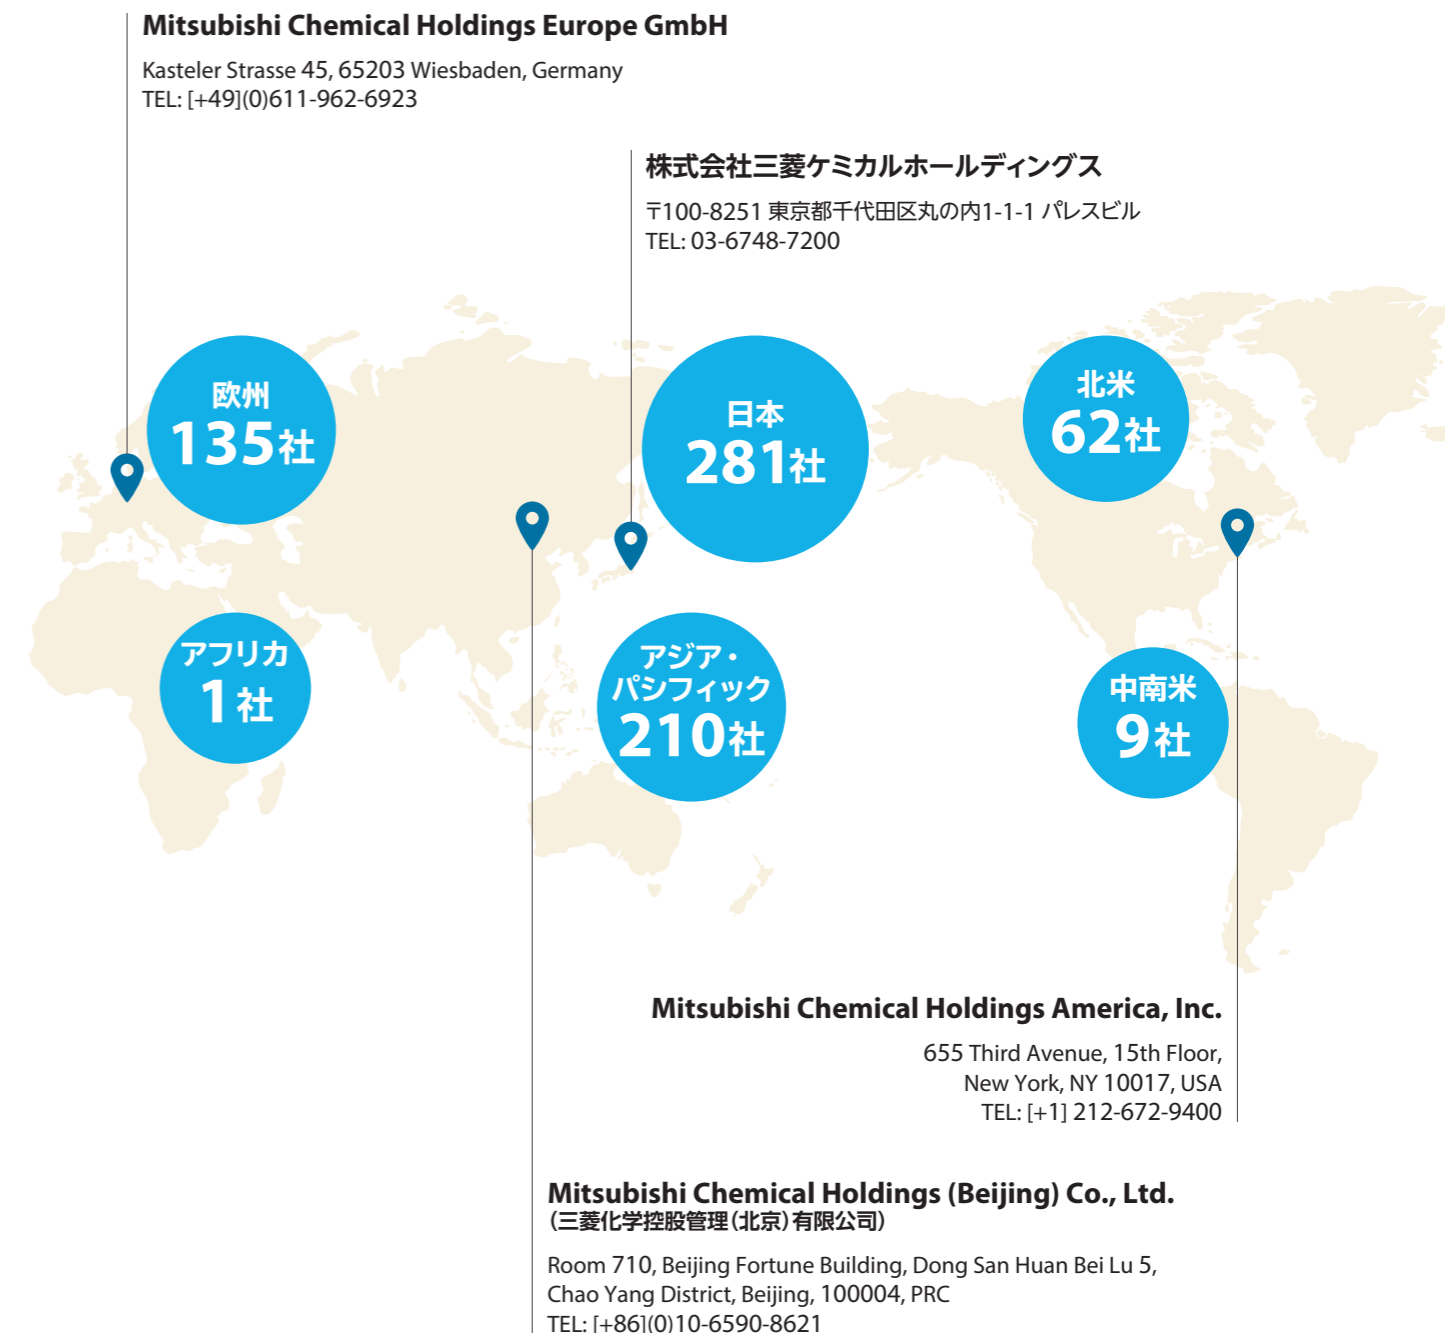 Mitsubishi Chemical Holdings Europe GmbH
Kasteler Strasse 45, 65203 Wiesbaden, Germany
TEL: [+49](0)611-962-6923
株式会社三菱ケミカルホールディングス
〒100-8251 東京都千代田区丸の内1-1-1 パレスビル
TEL: 03-6748-7200
欧州
135社
日本
281社
北米
62社
アフリカ
1社
アジア・
パシフィック
210社
中南米
9社
Mitsubishi Chemical Holdings America, Inc.
655 Third Avenue, 15th Floor,
New York, NY 10017, USA
TEL: [+1] 212-672-9400
Mitsubishi Chemical Holdings (Beijing) Co., Ltd.
（三菱化学控股管理（北京）有限公司）
Room 710, Beijing Fortune Building, Dong San Huan Bei Lu 5,
Chao Yang District, Beijing, 100004, PRC
TEL: [+86](0)10-6590-8621